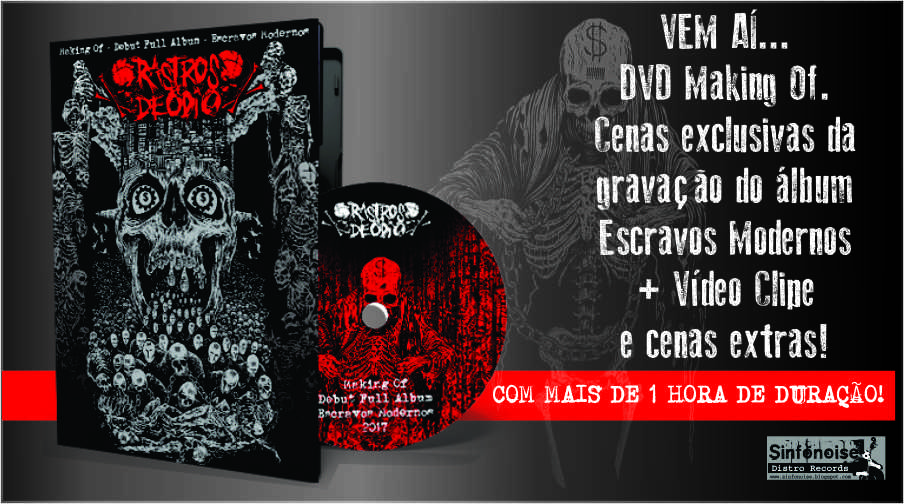 Making Of - Debut Full Album - Escravos Modernos
RASTROS
DE ÓDIO
RASTROS
DE ÓDIO
$
Making Of
Debut Full Album
Escravos Modernos
2017
$
VEM AÍ...
DVD Making Of.
Cenas exclusivas da
gravação do álbum
Escravos Modernos
+ Vídeo Clipe
e cenas extras!
COM MAIS DE 1 HORA DE DURAÇÃO!
Sinfonoise
Distro Records
www.sinfonoise.blogspot.com